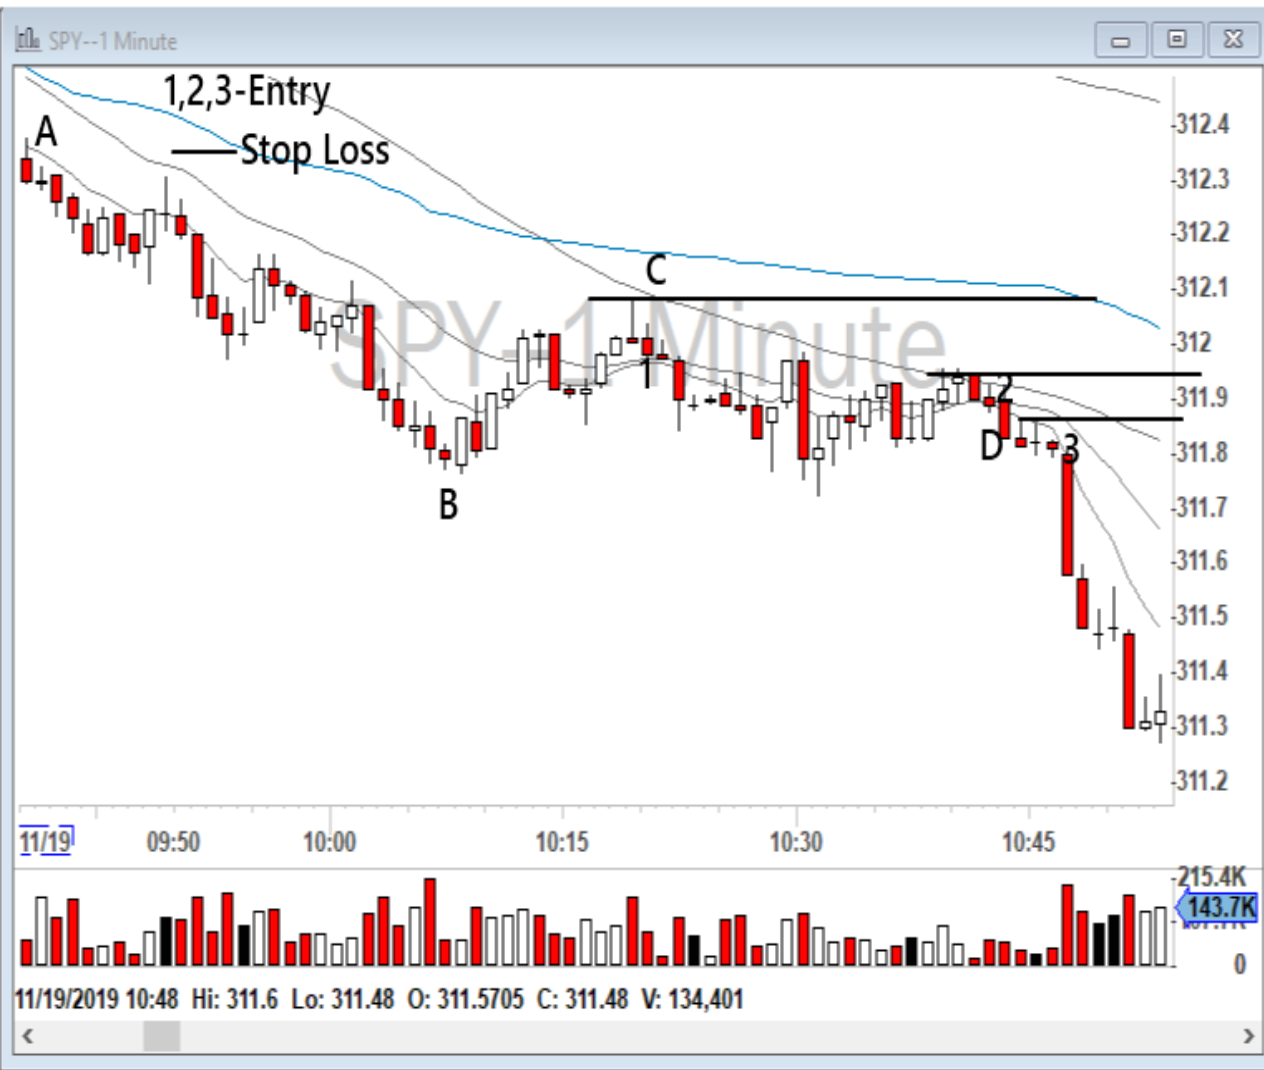 SPY--1 Minute
1,2,3-Entry
A
Stop Loss
SPY--1 Minute
C
1
2
D
3
B
312.4
312.3
312.2
312.1
312
311.9
311.8
311.7
311.6
311.5
311.4
311.3
311.2
11/19 09:50 10:00 10:15 10:30 10:45
215.4K
143.7K
0
11/19/2019 10:48 Hi: 311.6 Lo: 311.48 O: 311.5705 C: 311.48 V: 134,401